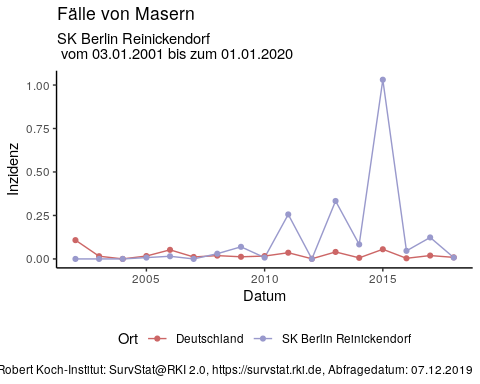 Fälle von Masern
SK Berlin Reinickendorf
vom 03.01.2001 bis zum 01.01.2020
1.00
0.75
0.50
0.25
0.00
Inzidenz
2005
2010
2015
Datum
Ort
Deutschland
SK Berlin Reinickendorf
Robert Koch-Institut: SurvStat@RKI 2.0, https://survstat.rki.de, Abfragedatum: 07.12.2019